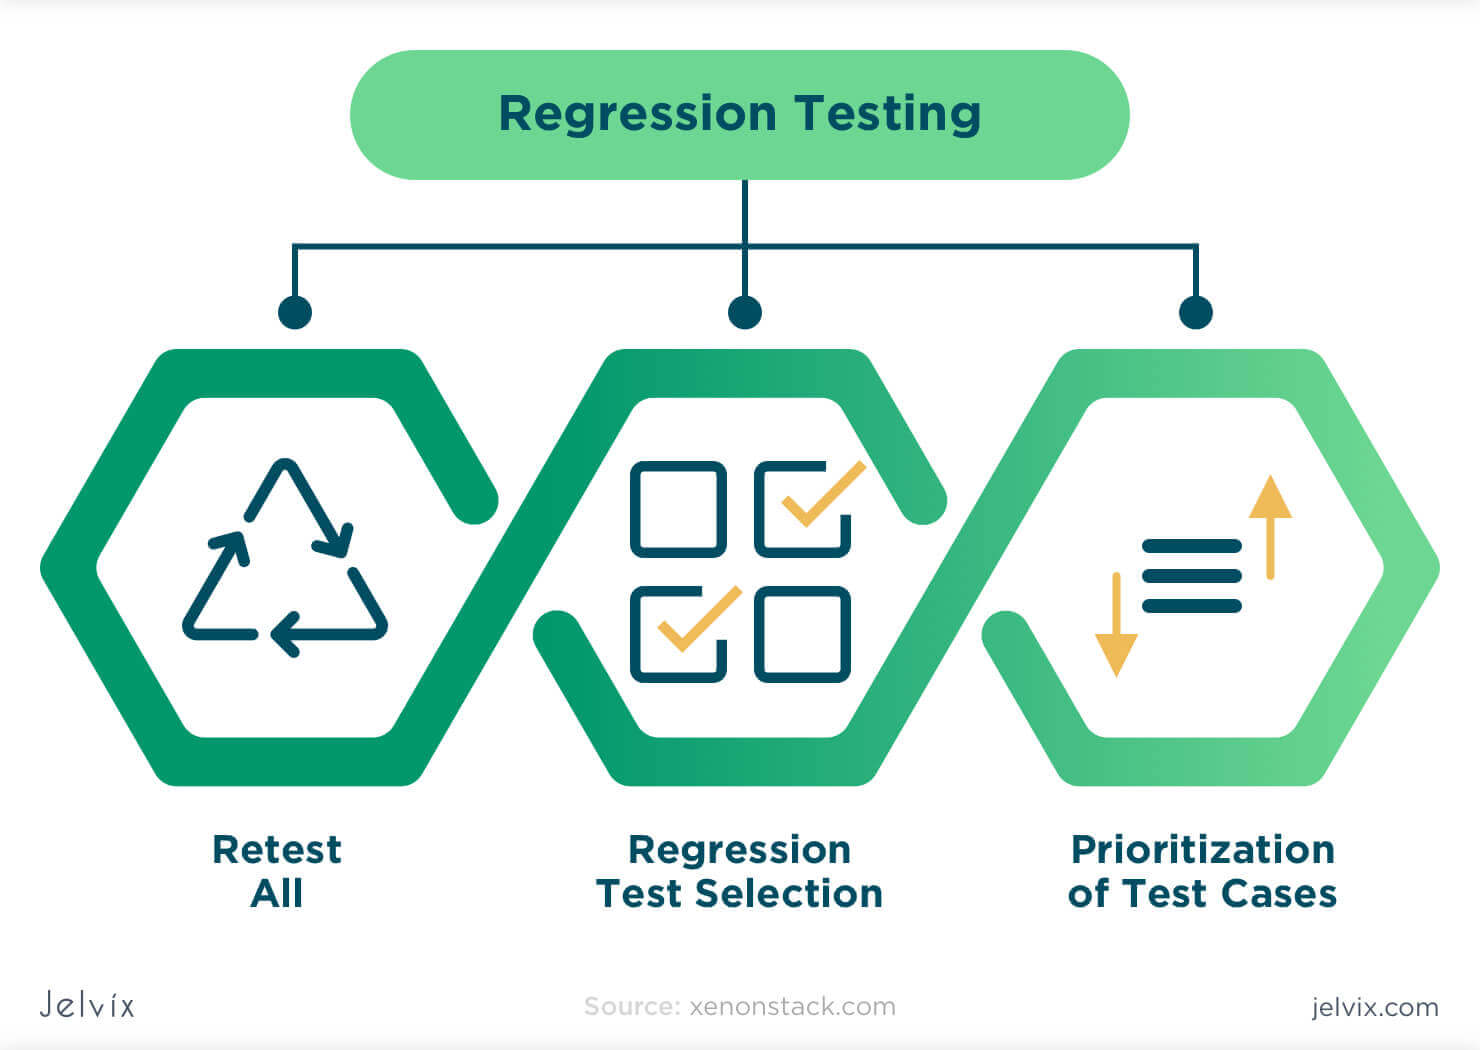 Regression Testing
Retest
All
Regression
Test Selection
Prioritization
of Test Cases
Jelvix
Source: xenonstack.com
jelvix.com